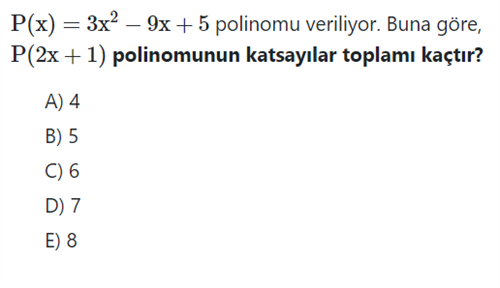 P(x) = 3x² − 9x + 5 polinomu veriliyor. Buna göre,
P(2x + 1) polinomunun katsayılar toplamı kaçtır?
A) 4
B) 5
C) 6
D) 7
E) 8